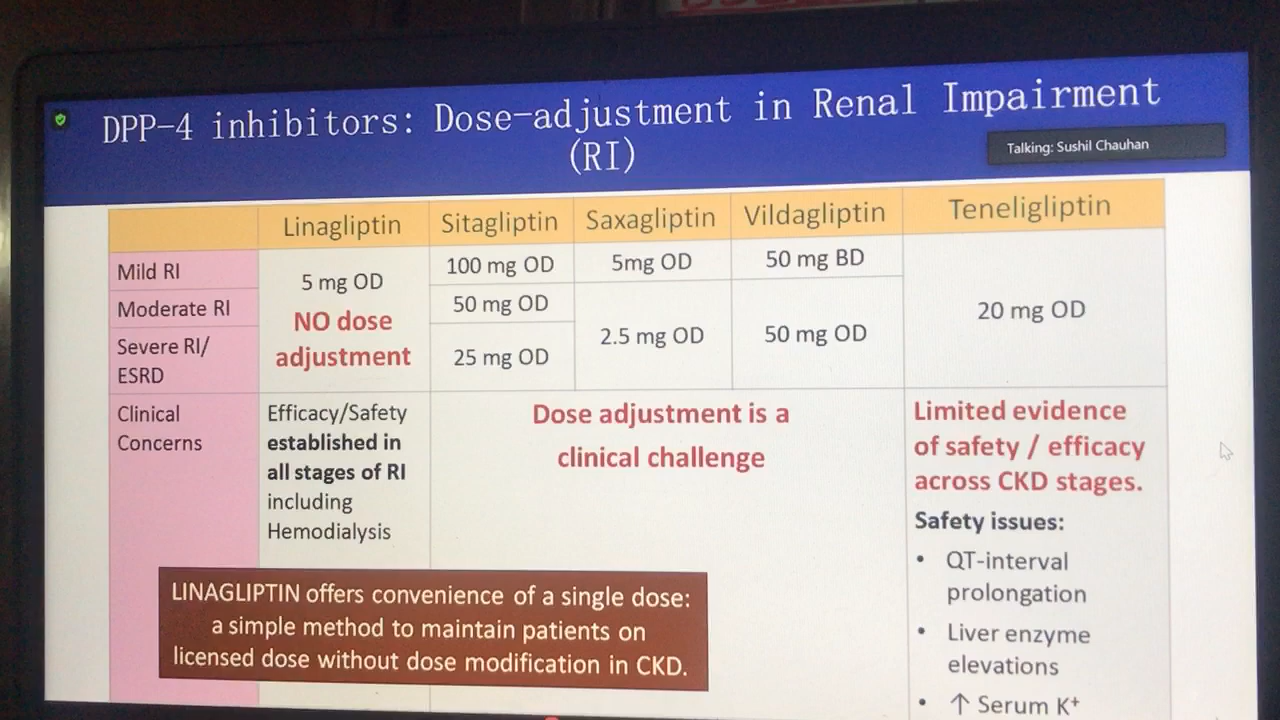 DPP-4 inhibitors: Dose-adjustment in Renal Impairment
(RI)
Talking: Sushil Chauhan
Linagliptin Sitagliptin Saxagliptin Vildagliptin Teneligliptin
Mild RI
5 mg OD
NO dose
adjustment
100 mg OD
5mg OD
50 mg BD
20 mg OD
Moderate RI
50 mg OD
2.5 mg OD
50 mg OD
Severe RI/
ESRD
25 mg OD
Clinical
Concerns
Efficacy/Safety
established in
all stages of RI
including
Hemodialysis
Dose adjustment is a
clinical challenge
Limited evidence
of safety / efficacy
across CKD stages.
Safety issues:
• QT-interval
prolongation
• Liver enzyme
elevations
• ↑ Serum K+
LINAGLIPTIN offers convenience of a single dose:
a simple method to maintain patients on
licensed dose without dose modification in CKD.